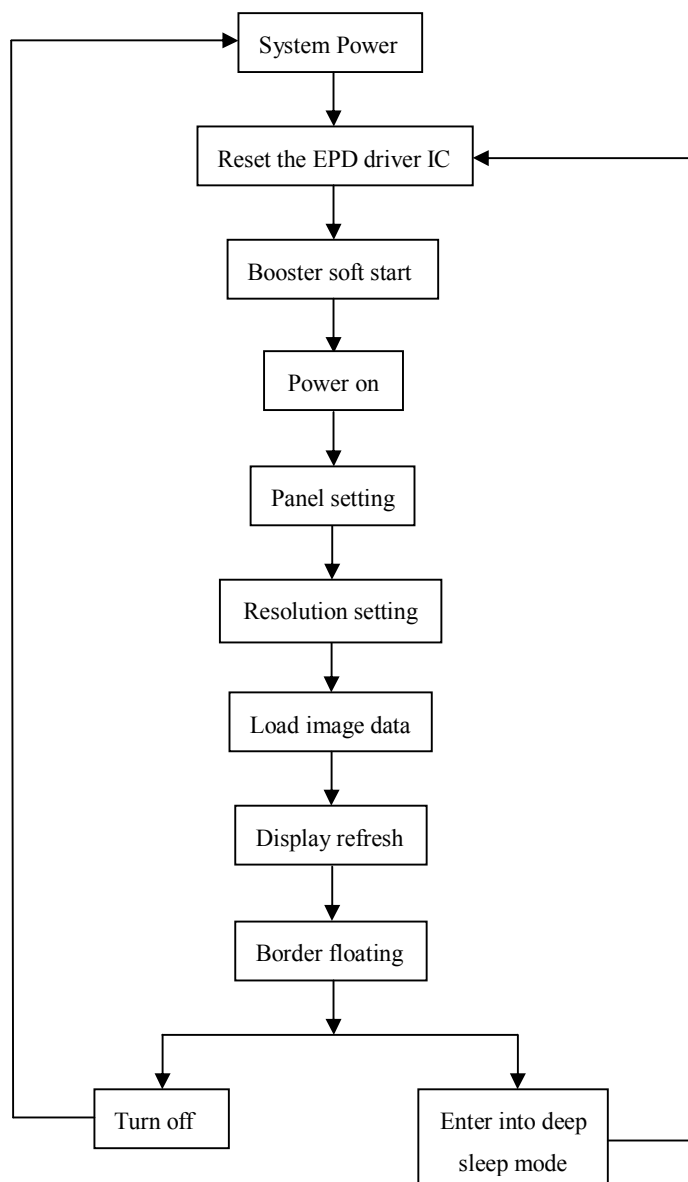 System Power
Reset the EPD driver IC
Booster soft start
Power on
Panel setting
Resolution setting
Load image data
Display refresh
Border floating
Turn off
Enter into deep
sleep mode